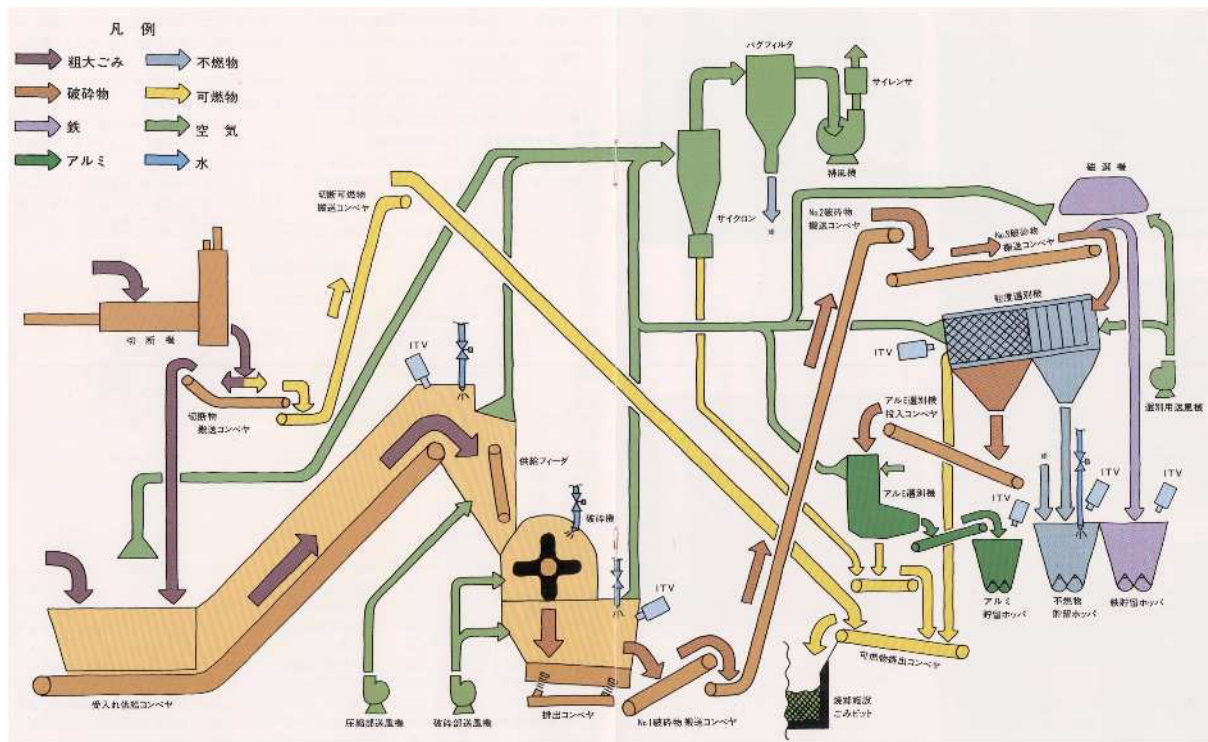 凡 例
粗大ごみ
不燃物
破砕物
可燃物
鉄
空 気
アルミ
水
バグフィルタ
サイレンサ
排風機
サイクロン
磁選機
切断可燃物
搬送コンベヤ
No.2破砕物
搬送コンベヤ
No.3破砕物
搬送コンベヤ
粒度選別機
切断機
ITV
ITV
選別用送風機
切断物
搬送コンベヤ
アルミ選別機
投入コンベヤ
供給フィーダ
アルミ選別機
破砕機
※
※
ITV
ITV
ITV
ITV
アルミ
貯留ホッパ
不燃物
貯留ホッパ
鉄貯留ホッパ
可燃物排出コンベヤ
受入れ供給コンベヤ
圧縮部送風機
破砕部送風機
排出コンベヤ
No.1破砕物搬送コンベヤ
焼却施設
ごみピット